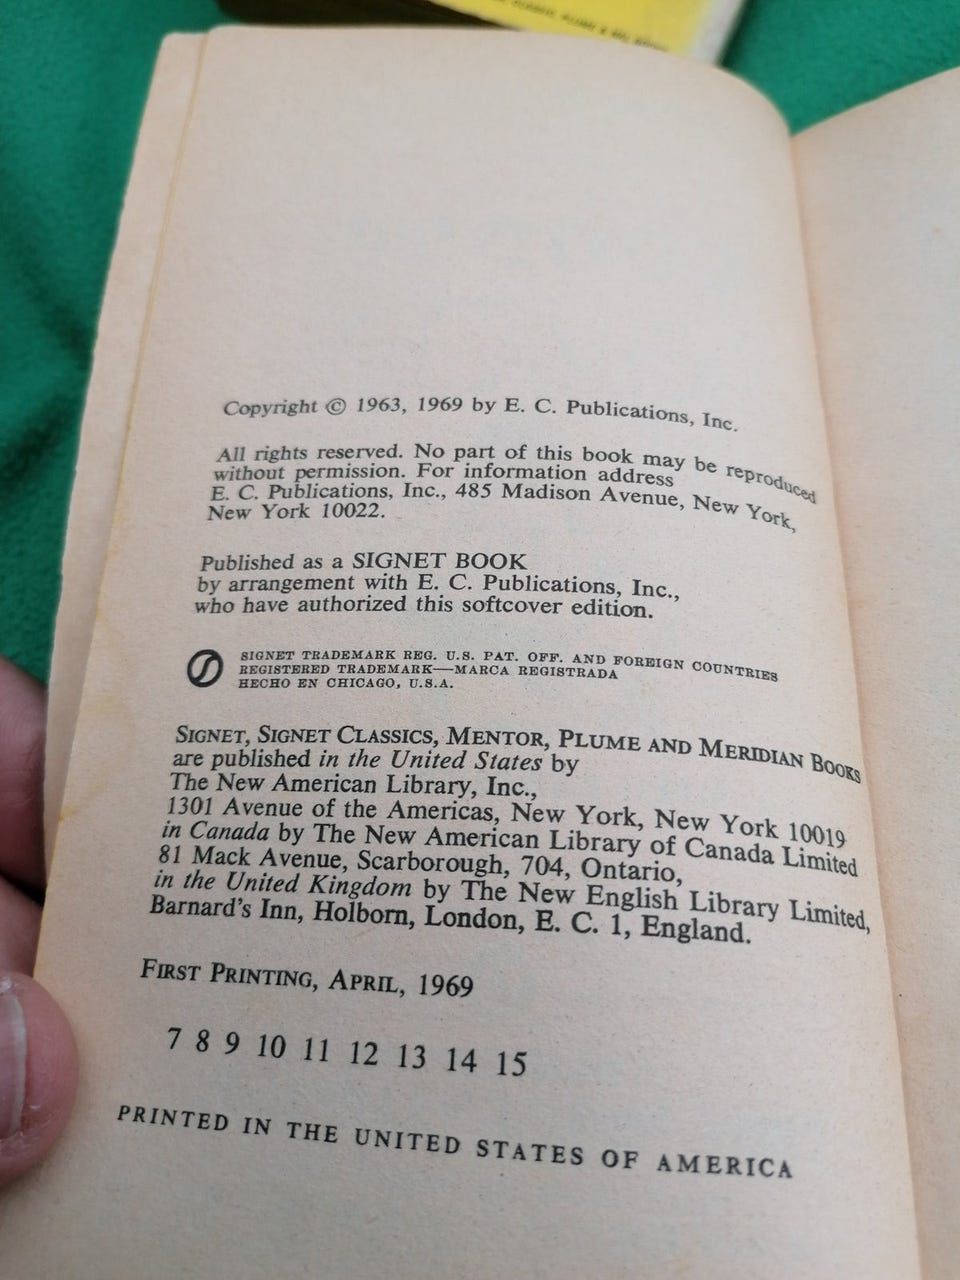 Copyright © 1963, 1969 by E. C. Publications, Inc.
All rights reserved. No part of this book may be reproduced
without permission. For information address
E. C. Publications, Inc., 485 Madison Avenue, New York,
New York 10022.
Published as a SIGNET BOOK
by arrangement with E. C. Publications, Inc.,
who have authorized this softcover edition.
SIGNET TRADEMARK REG. U.S. PAT. OFF. AND FOREIGN COUNTRIES
REGISTERED TRADEMARK—MARCA REGISTRADA
HECHO EN CHICAGO, U.S.A.
SIGNET, SIGNET CLASSICS, MENTOR, PLUME AND MERIDIAN BOOKS
are published in the United States by
The New American Library, Inc.,
1301 Avenue of the Americas, New York, New York 10019
in Canada by The New American Library of Canada Limited
81 Mack Avenue, Scarborough, 704, Ontario,
in the United Kingdom by The New English Library Limited,
Barnard's Inn, Holborn, London, E. C. 1, England.
FIRST PRINTING, APRIL, 1969
7 8 9 10 11 12 13 14 15
PRINTED IN THE UNITED STATES OF AMERICA